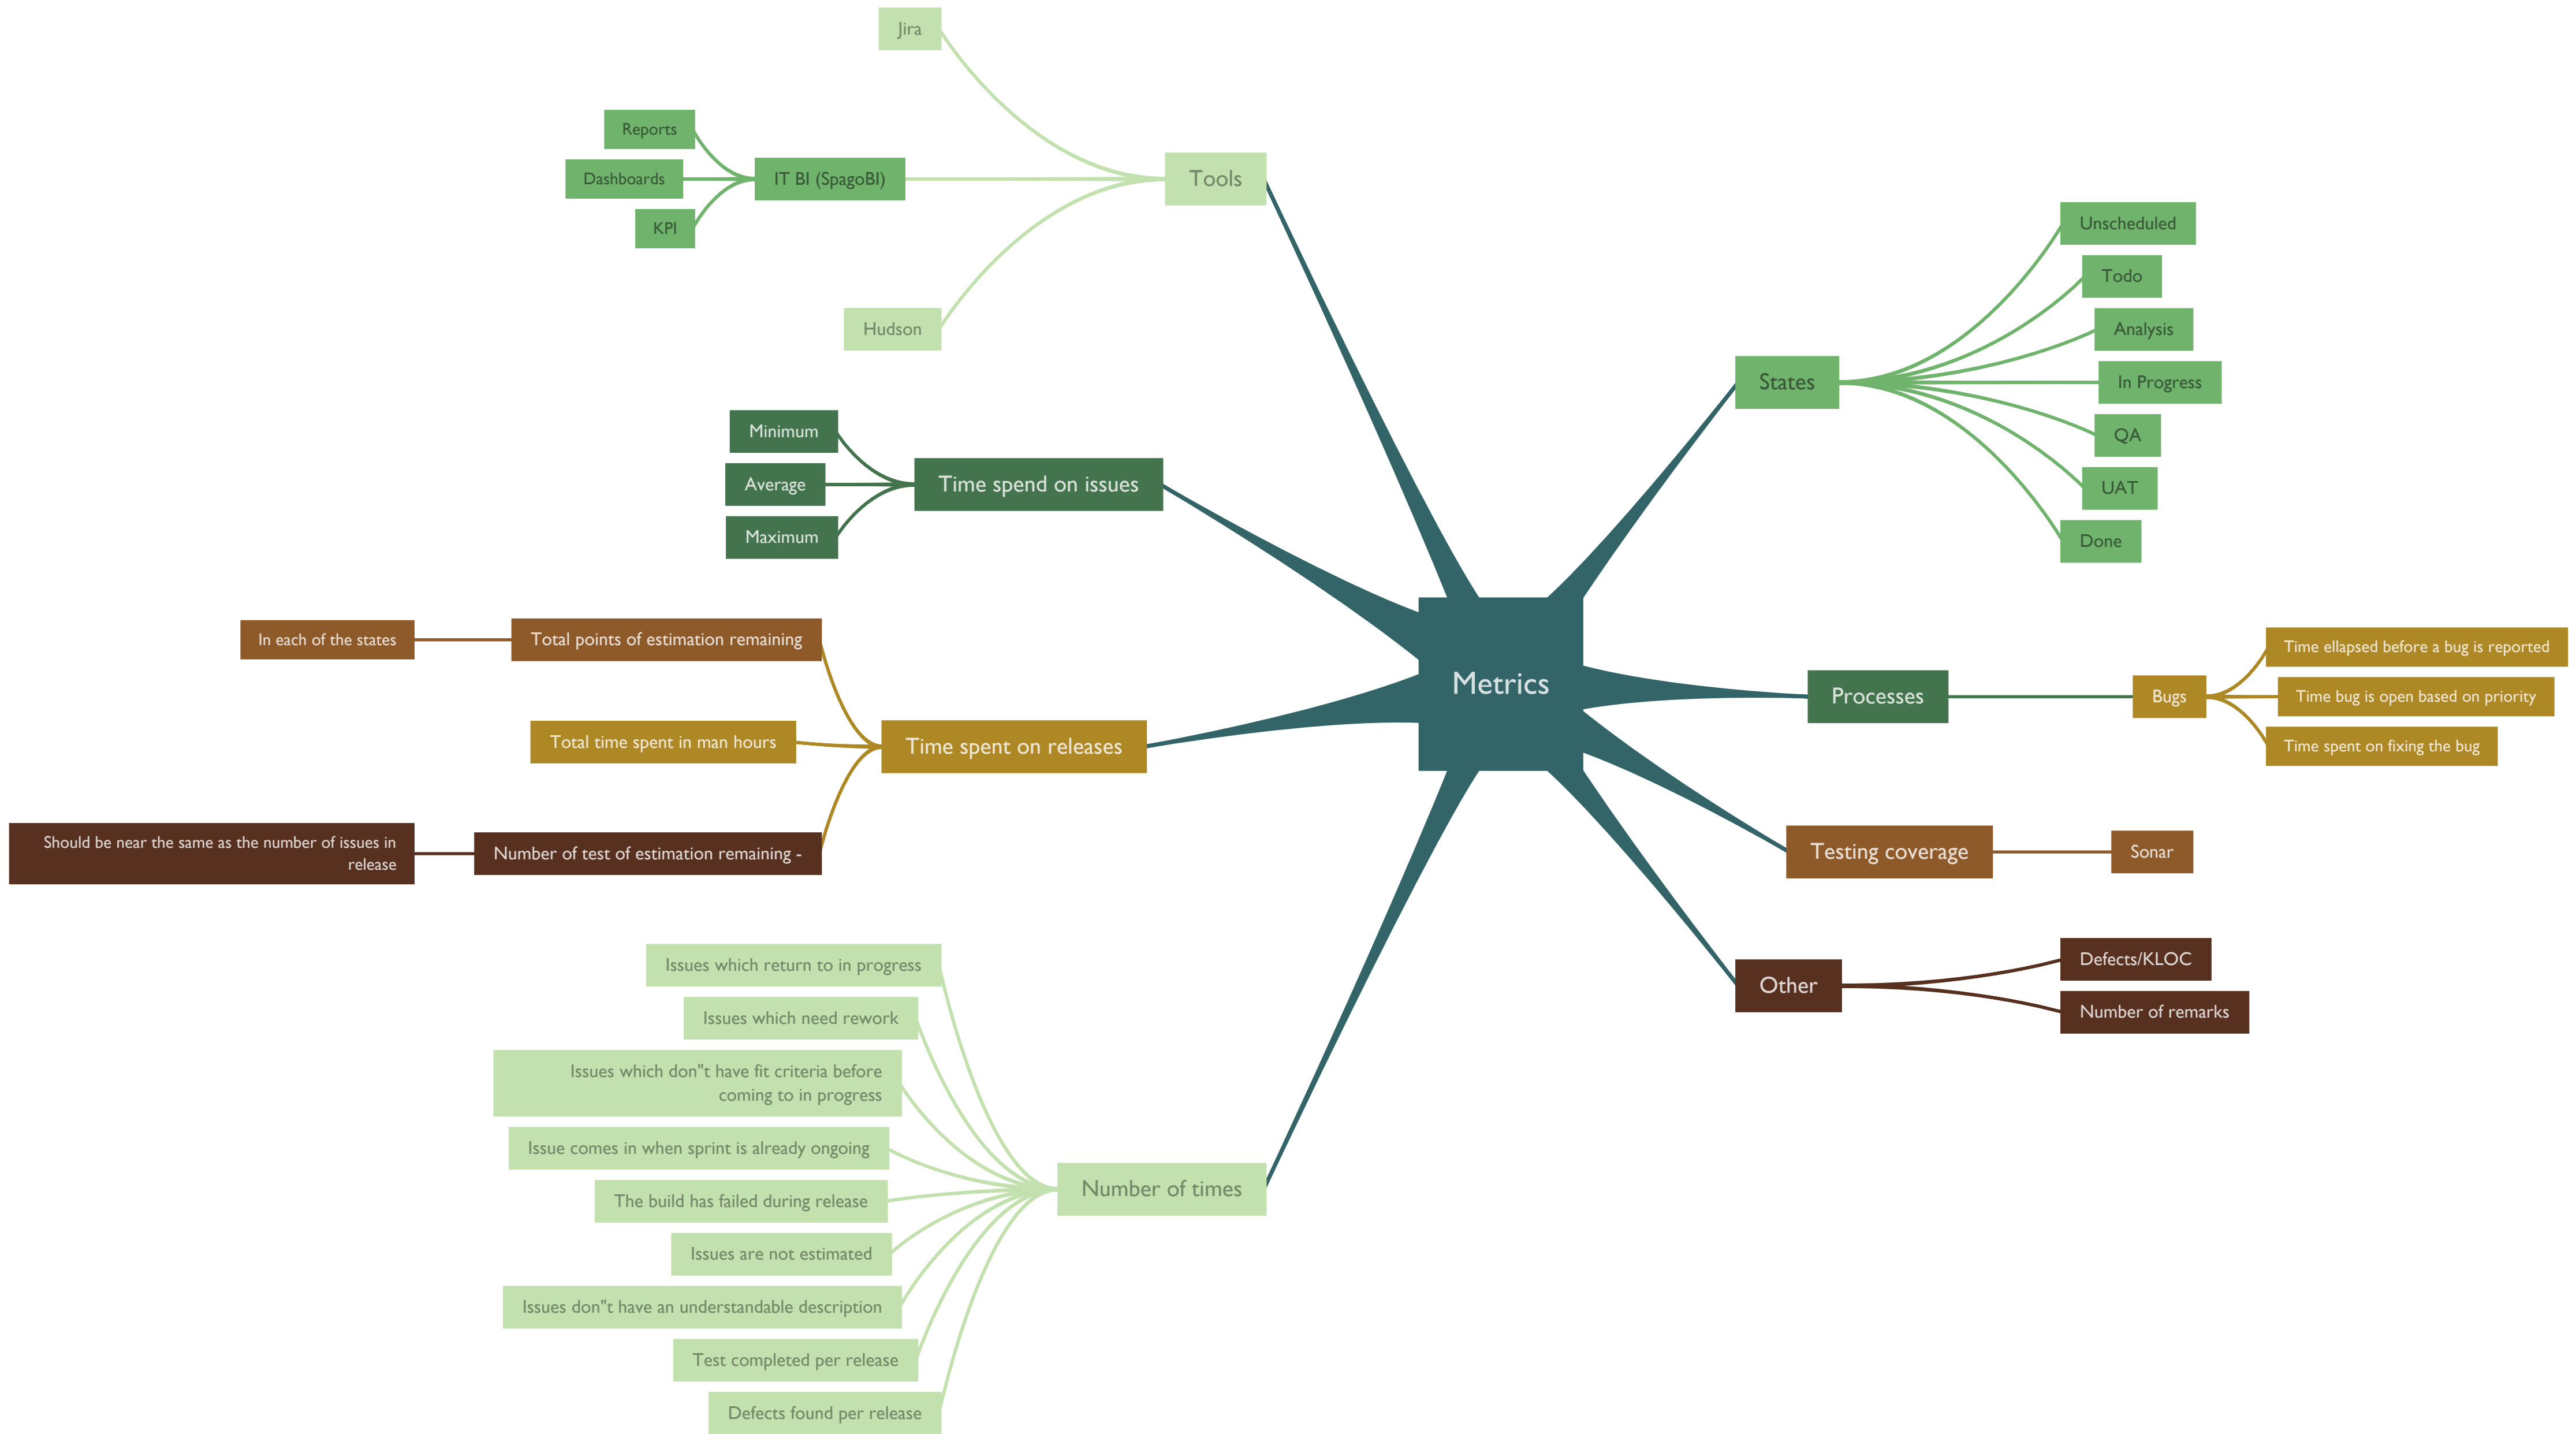 Metrics
Tools
Jira
IT BI (SpagoBI)
Reports
Dashboards
KPI
Hudson
Time spend on issues
Minimum
Average
Maximum
Time spent on releases
Total points of estimation remaining
In each of the states
Total time spent in man hours
Number of test of estimation remaining -
Should be near the same as the number of issues in
release
Number of times
Issues which return to in progress
Issues which need rework
Issues which don"t have fit criteria before
coming to in progress
Issue comes in when sprint is already ongoing
The build has failed during release
Issues are not estimated
Issues don"t have an understandable description
Test completed per release
Defects found per release
States
Unscheduled
Todo
Analysis
In Progress
QA
UAT
Done
Processes
Bugs
Time ellapsed before a bug is reported
Time bug is open based on priority
Time spent on fixing the bug
Testing coverage
Sonar
Other
Defects/KLOC
Number of remarks